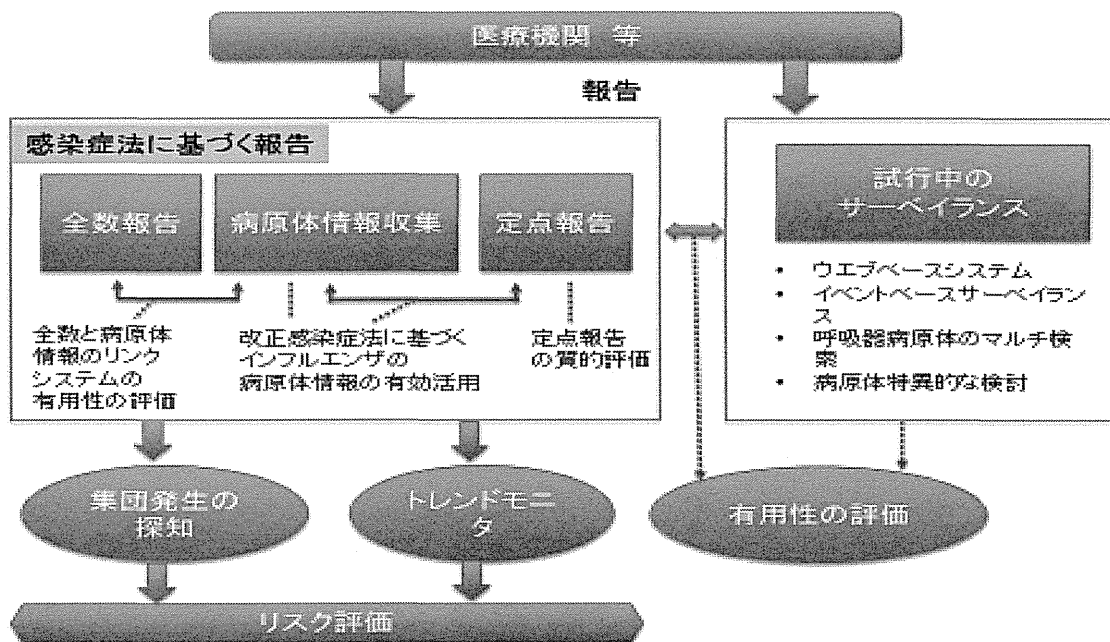 医療機関 等
報告
感染症法に基づく報告
全数報告
病原体情報収集
定点報告
全数と病原体
情報のリンク
システムの
有用性の評価
改正感染症法に基づく
インフルエンザの
病原体情報の有効活用
定点報告
の質的評価
試行中の
サーベイランス
• ウエブベースシステム
• イベントベースサーベイラン
ス
• 呼吸器病原体のマルチ検
索
• 病原体特異的な検討
集団発生の
探知
トレンドモニ
タ
有用性の評価
リスク評価